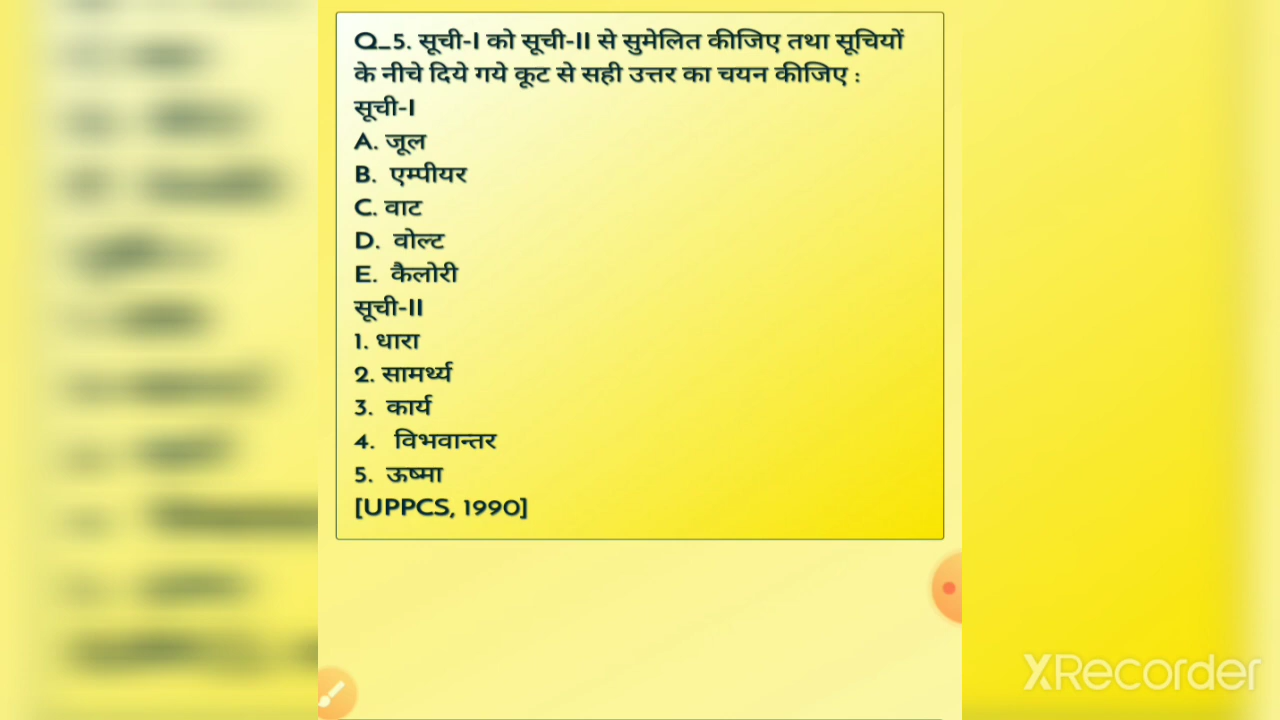 Q_5. सूची-I को सूची-II से सुमेलित कीजिए तथा सूचियों
के नीचे दिये गये कूट से सही उत्तर का चयन कीजिए :
सूची-I
A. जूल
B. एम्पीयर
C. वाट
D. वोल्ट
E. कैलोरी
सूची-II
1. धारा
2. सामर्थ्य
3. कार्य
4. विभवान्तर
5. ऊष्मा
[UPPCS, 1990]
XRecorder